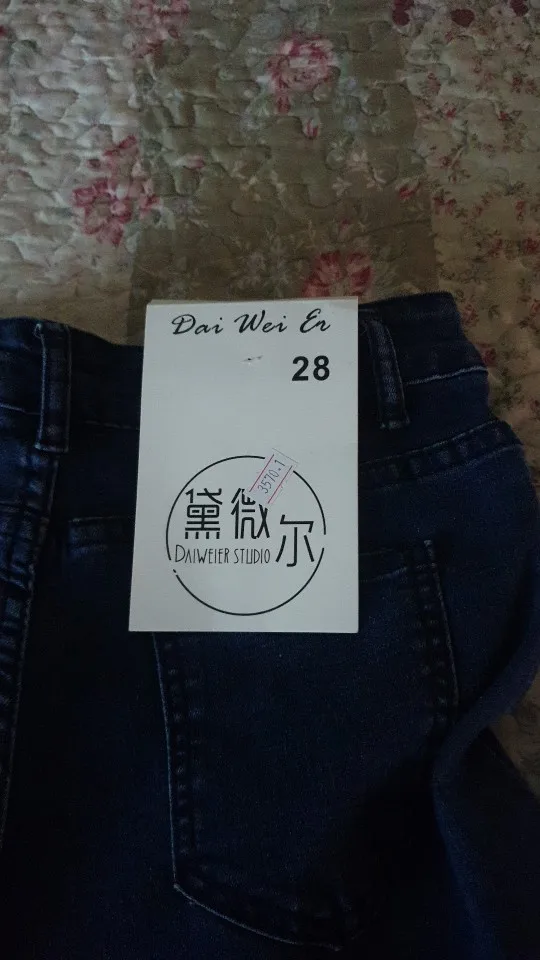 Dai Wei Er
28
3570-1
黛微尔
DAIWEIER STUDIO